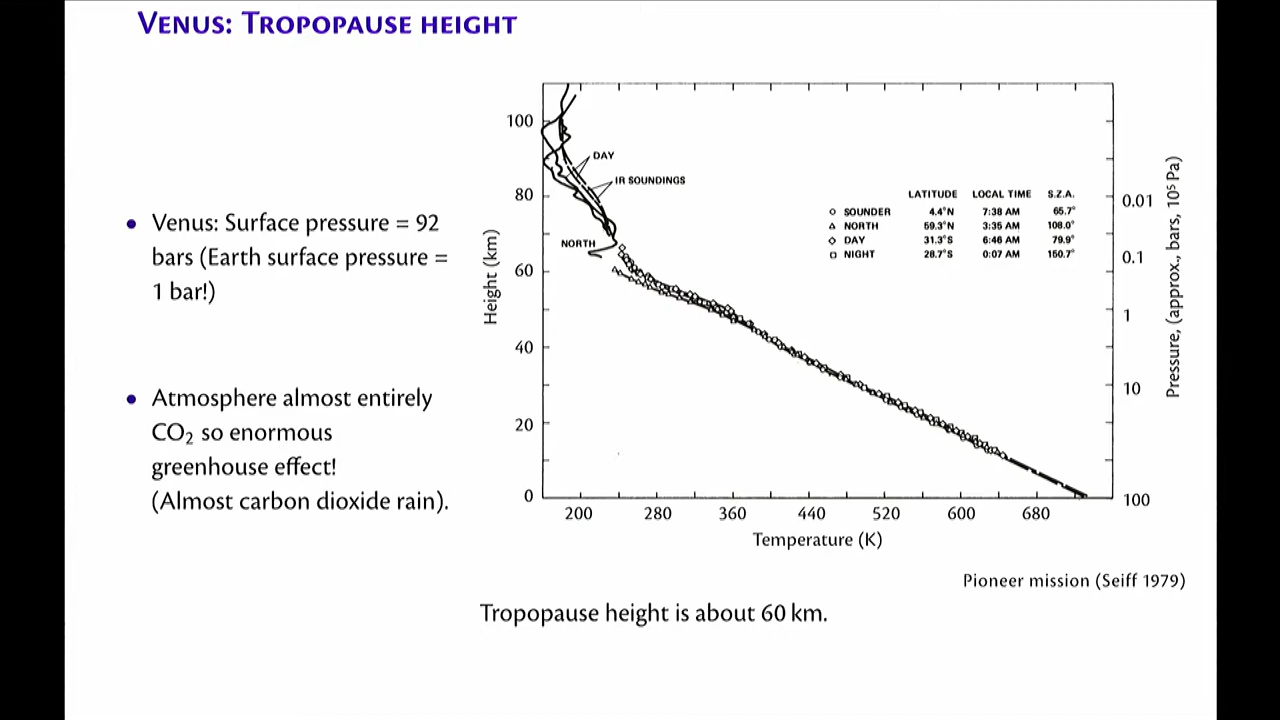 VENUS: TROPOPAUSE HEIGHT
• Venus: Surface pressure = 92
bars (Earth surface pressure =
1 bar!)
• Atmosphere almost entirely
CO₂ so enormous
greenhouse effect!
(Almost carbon dioxide rain).
Height (km)
100
80
60
40
20
0
DAY
IR SOUNDINGS
NORTH
LATITUDE LOCAL TIME S.Z.A.
○ SOUNDER 4.4°N 7:38 AM 65.7°
△ NORTH 59.3°N 3:35 AM 108.0°
◇ DAY 31.3°S 6:46 AM 79.9°
□ NIGHT 28.7°S 0:07 AM 150.7°
0.01
0.1
1
10
100
Pressure, (approx., bars, 10⁵ Pa)
200 280 360 440 520 600 680
Temperature (K)
Pioneer mission (Seiff 1979)
Tropopause height is about 60 km.